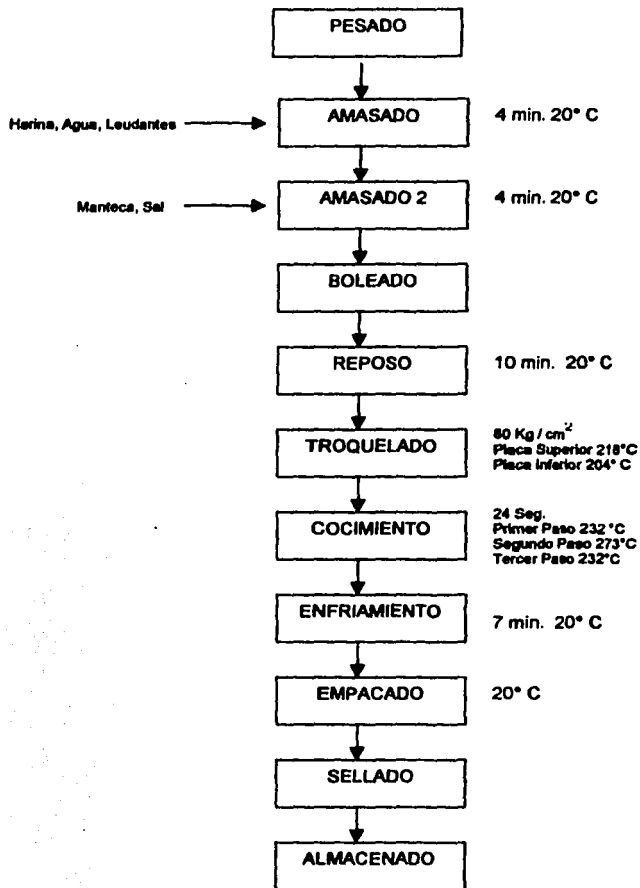 PESADO
Harina, Agua, Leudantes
AMASADO
4 min. 20° C
Manteca, Sal
AMASADO 2
4 min. 20° C
BOLEADO
REPOSO
10 min. 20° C
TROQUELADO
80 Kg / cm²
Placa Superior 218°C
Placa Inferior 204° C
COCIMIENTO
24 Seg.
Primer Paso 232 °C
Segundo Paso 273°C
Tercer Paso 232°C
ENFRIAMIENTO
7 min. 20° C
EMPACADO
20° C
SELLADO
ALMACENADO